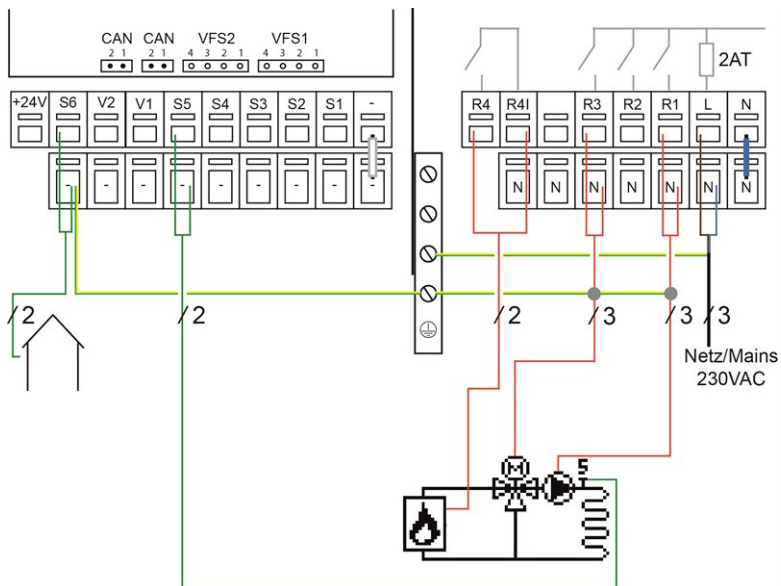 CAN CAN VFS2 VFS1
2 1 2 1 4 3 2 1 4 3 2 1
2AT
+24V S6 V2 V1 S5 S4 S3 S2 S1 - R4 R4I R3 R2 R1 L N
- - - - - - - - - N N N N N N
2 2 2 3 3 3
Netz/Mains
230VAC
M S